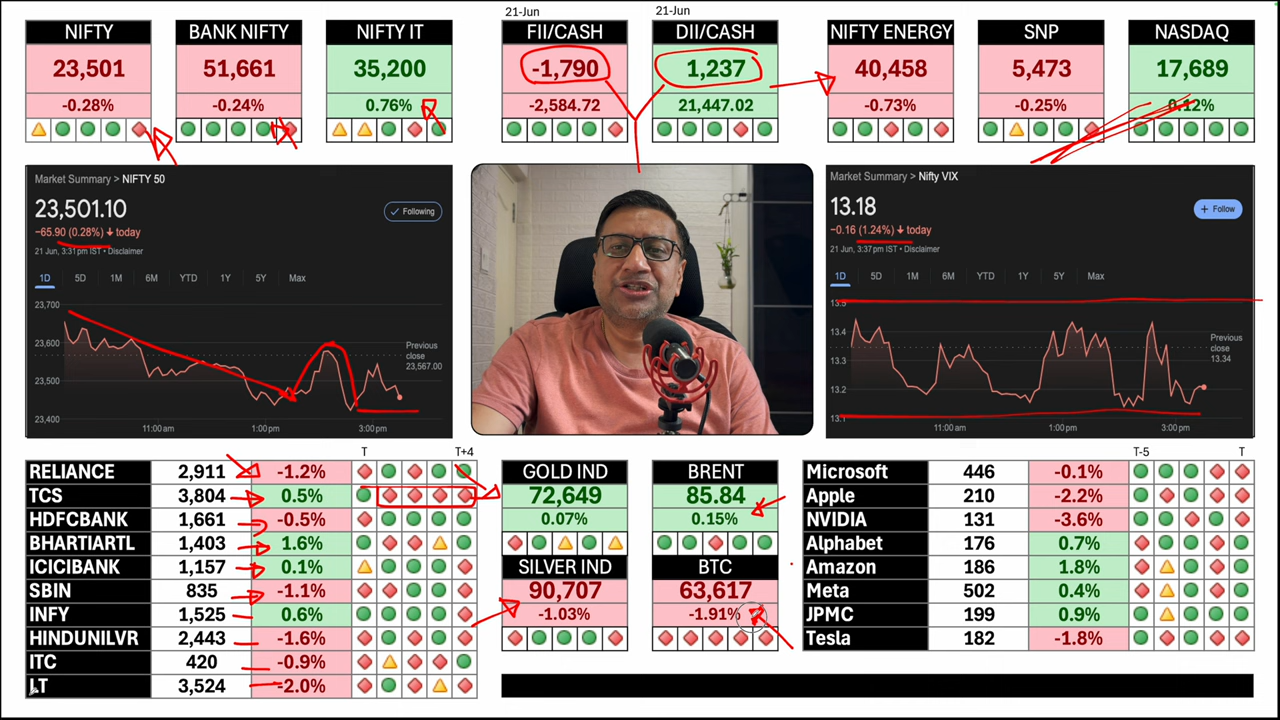 21-Jun
21-Jun
NIFTY
BANK NIFTY
NIFTY IT
FII/CASH
DII/CASH
NIFTY ENERGY
SNP
NASDAQ
23,501
51,661
35,200
-1,790
1,237
40,458
5,473
17,689
-0.28%
-0.24%
0.76%
-2,584.72
21,447.02
-0.73%
-0.25%
0.12%
Market Summary > NIFTY 50
23,501.10
−65.90 (0.28%) ↓ today
21 Jun, 3:31 pm IST • Disclaimer
✓ Following
1D 5D 1M 6M YTD 1Y 5Y Max
23,700
23,600
23,500
23,400
Previous
close
23,567.00
11:00 am 1:00 pm 3:00 pm
Market Summary > Nifty VIX
13.18
−0.16 (1.24%) ↓ today
21 Jun, 3:37 pm IST • Disclaimer
+ Follow
1D 5D 1M 6M YTD 1Y 5Y Max
13.5
13.4
13.3
13.2
13.1
Previous
close
13.34
11:00 am 1:00 pm 3:00 pm
T T+4
RELIANCE 2,911 -1.2%
TCS 3,804 0.5%
HDFCBANK 1,661 -0.5%
BHARTIARTL 1,403 1.6%
ICICIBANK 1,157 0.1%
SBIN 835 -1.1%
INFY 1,525 0.6%
HINDUNILVR 2,443 -1.6%
ITC 420 -0.9%
LT 3,524 -2.0%
GOLD IND
72,649
0.07%
BRENT
85.84
0.15%
SILVER IND
90,707
-1.03%
BTC
63,617
-1.91%
T-5 T
Microsoft 446 -0.1%
Apple 210 -2.2%
NVIDIA 131 -3.6%
Alphabet 176 0.7%
Amazon 186 1.8%
Meta 502 0.4%
JPMC 199 0.9%
Tesla 182 -1.8%